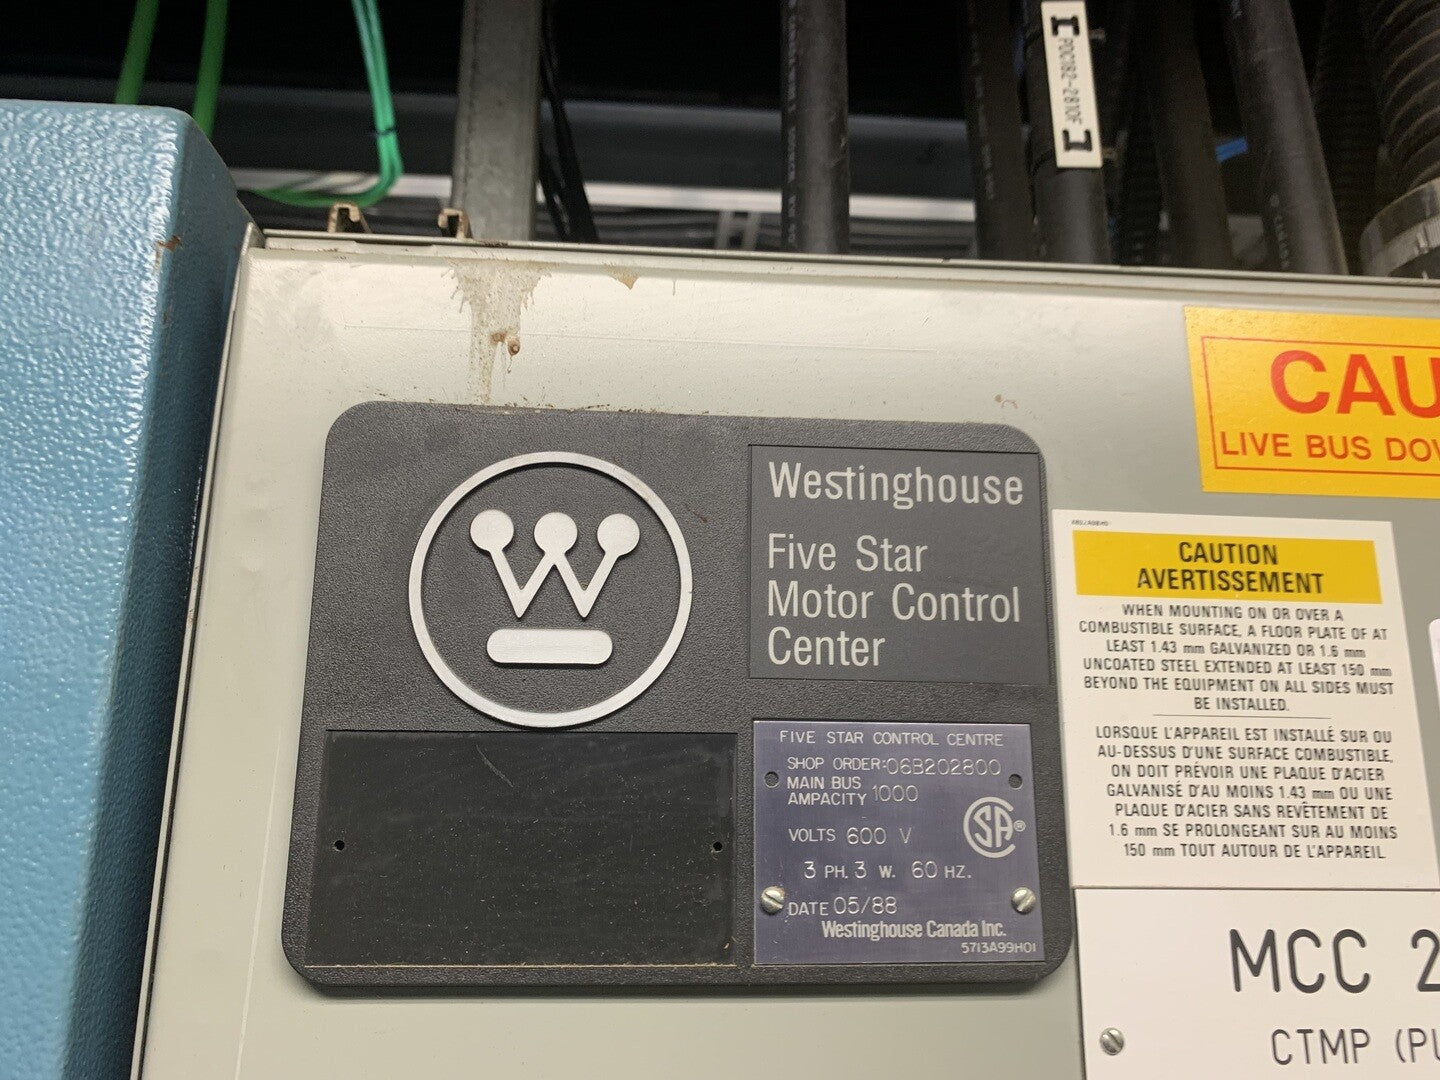 P0C182-2810F
CAU
LIVE BUS DO
Westinghouse
Five Star
Motor Control
Center
FIVE STAR CONTROL CENTRE
SHOP ORDER: 06B202800
MAIN BUS
AMPACITY 1000
VOLTS 600 V
SA®
3 PH. 3 W. 60 HZ.
DATE 05/88
Westinghouse Canada Inc.
5713A99H01
CAUTION
AVERTISSEMENT
WHEN MOUNTING ON OR OVER A
COMBUSTIBLE SURFACE, A FLOOR PLATE OF AT
LEAST 1.43 mm GALVANIZED OR 1.6 mm
UNCOATED STEEL EXTENDED AT LEAST 150 mm
BEYOND THE EQUIPMENT ON ALL SIDES MUST
BE INSTALLED.
LORSQUE L'APPAREIL EST INSTALLÉ SUR OU
AU-DESSUS D'UNE SURFACE COMBUSTIBLE,
ON DOIT PRÉVOIR UNE PLAQUE D'ACIER
GALVANISÉ D'AU MOINS 1.43 mm OU UNE
PLAQUE D'ACIER SANS REVÊTEMENT DE
1.6 mm SE PROLONGEANT SUR AU MOINS
150 mm TOUT AUTOUR DE L'APPAREIL
MCC 2
CTMP (PU